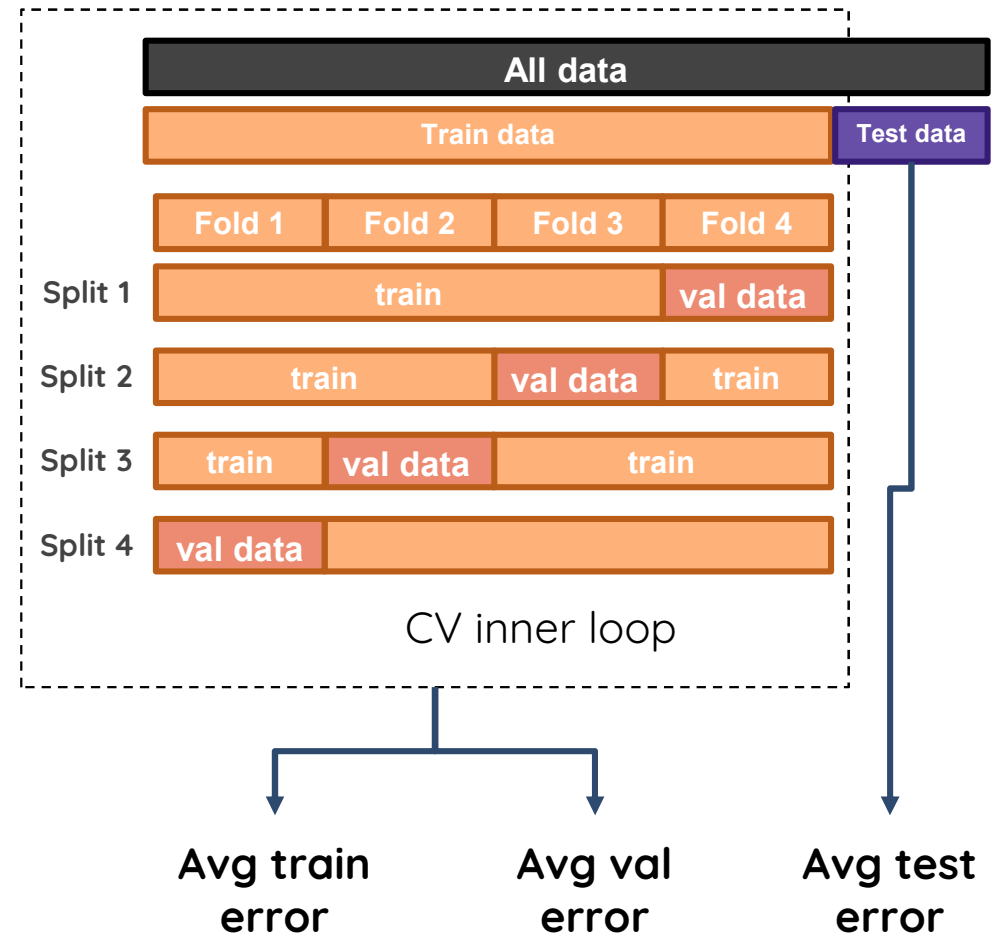 All data
Train data Test data
Fold 1 Fold 2 Fold 3 Fold 4
Split 1 train val data
Split 2 train val data train
Split 3 train val data train
Split 4 val data
CV inner loop
Avg train error
Avg val error
Avg test error